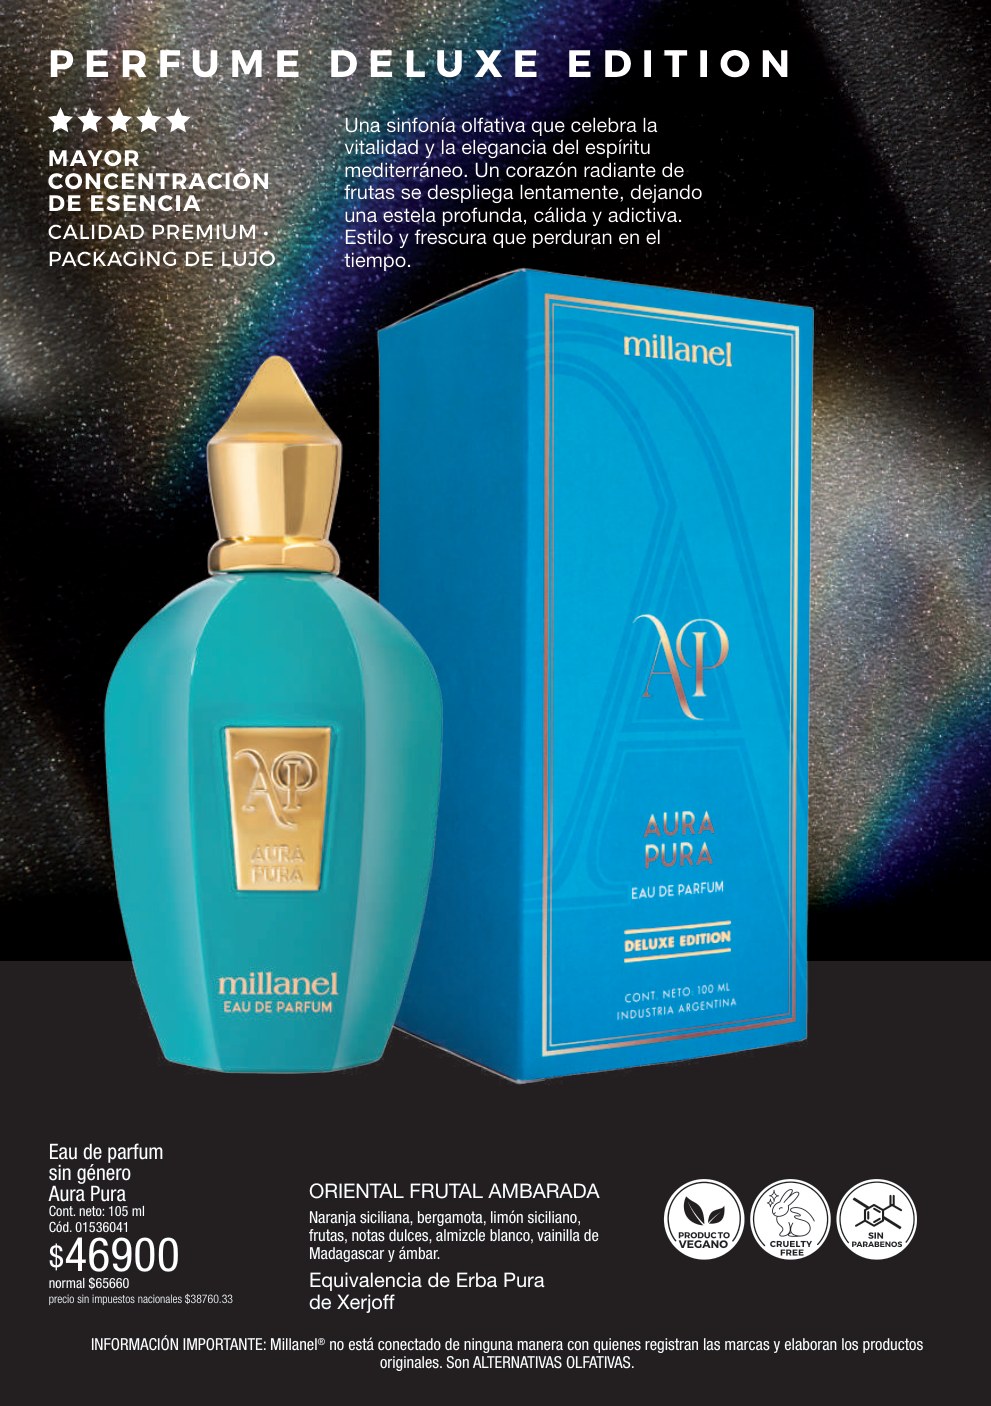 PERFUME DELUXE EDITION
MAYOR
CONCENTRACIÓN
DE ESENCIA
CALIDAD PREMIUM •
PACKAGING DE LUJO.
Una sinfonía olfativa que celebra la
vitalidad y la elegancia del espíritu
mediterráneo. Un corazón radiante de
frutas se despliega lentamente, dejando
una estela profunda, cálida y adictiva.
Estilo y frescura que perduran en el
tiempo.
millanel
AP
AURA
PURA
EAU DE PARFUM
DELUXE EDITION
CONT. NETO. 100 ML
INDUSTRIA ARGENTINA
AP
AURA
PURA
millanel
EAU DE PARFUM
Eau de parfum
sin género
Aura Pura
Cont. neto: 105 ml
Cód. 01536041
$46900
normal $65660
precio sin impuestos nacionales $38760.33
ORIENTAL FRUTAL AMBARADA
Naranja siciliana, bergamota, limón siciliano,
frutas, notas dulces, almizcle blanco, vainilla de
Madagascar y ámbar.
Equivalencia de Erba Pura
de Xerjoff
PRODUCTO
VEGANO
CRUELTY
FREE
SIN
PARABENOS
INFORMACIÓN IMPORTANTE: Millanel® no está conectado de ninguna manera con quienes registran las marcas y elaboran los productos
originales. Son ALTERNATIVAS OLFATIVAS.